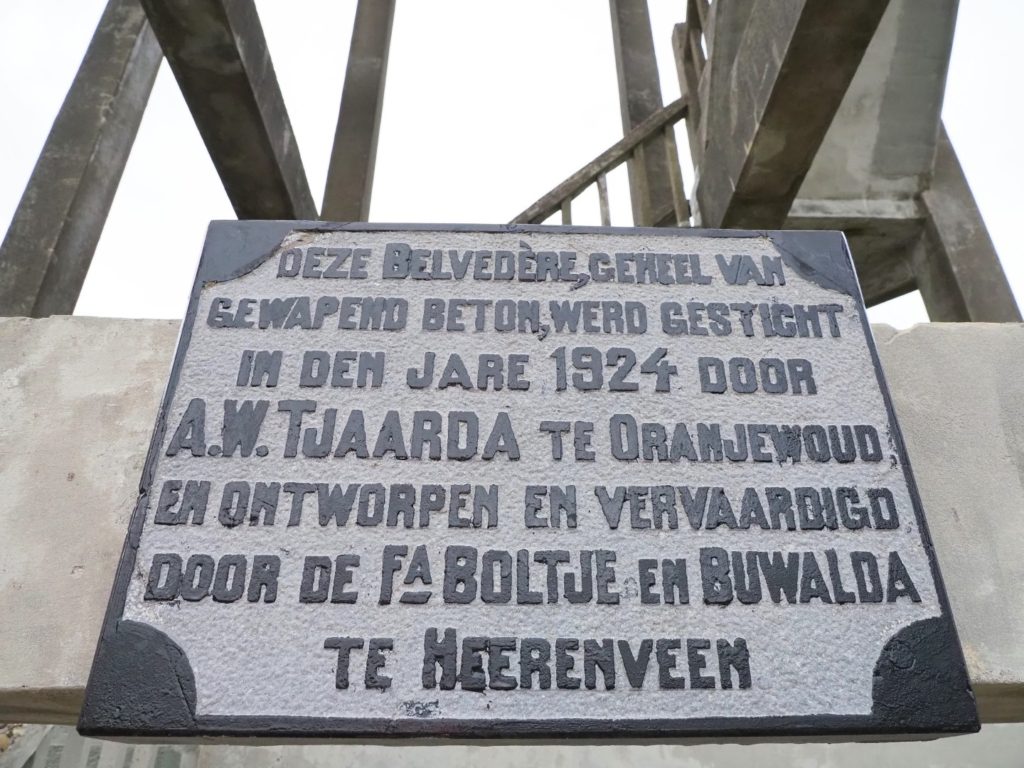 DEZE BELVEDÈRE, GEHEEL VAN
GEWAPEND BETON, WERD GESTICHT
IN DEN JARE 1924 DOOR
A.W. TJAARDA TE ORANJEWOUD,
EN ONTWORPEN EN VERVAARDIGD
DOOR DE FA BOLTJE EN BUWALDA
TE HEERENVEEN